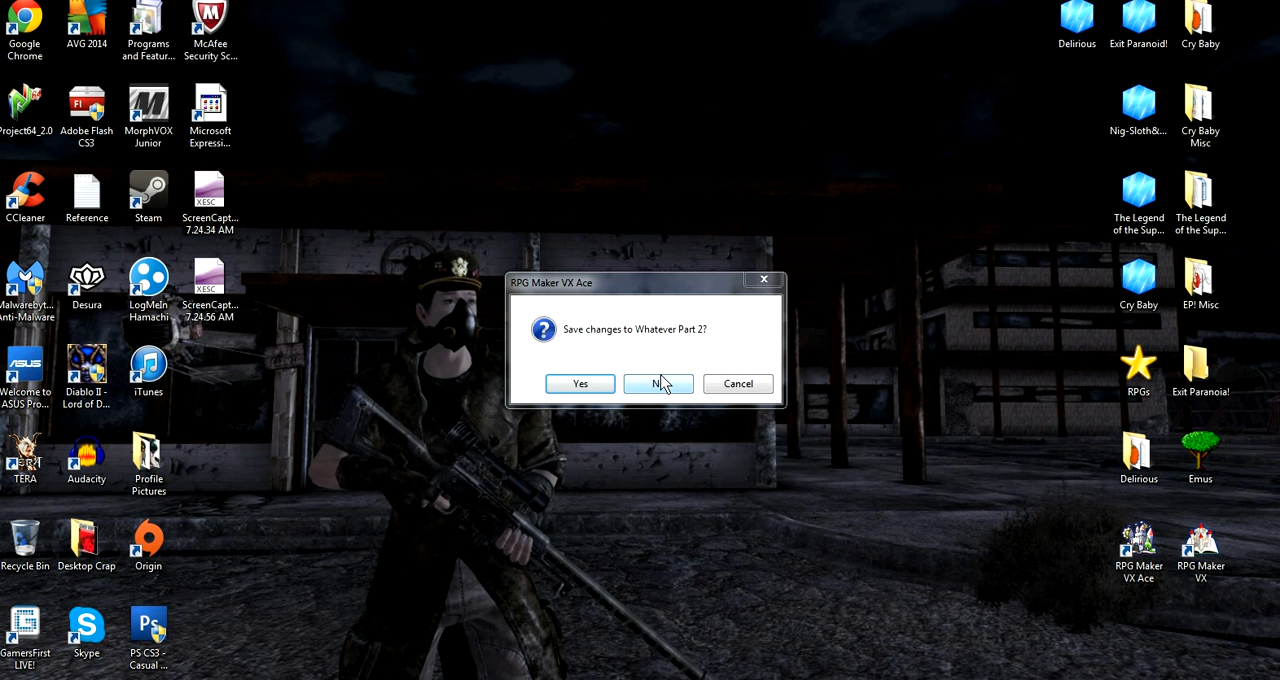 Google
Chrome
AVG 2014
Programs
and Featur...
McAfee
Security Sc...
Project64_2.0
Adobe Flash
CS3
MorphVOX
Junior
Microsoft
Expressi...
CCleaner
Reference
Steam
XESC
ScreenCapt...
7.24.34 AM
Malwarebyt...
Anti-Malware
Desura
LogMeIn
Hamachi
XESC
ScreenCapt...
7.24.56 AM
ASUS
Welcome to
ASUS Pro...
Diablo II -
Lord of D...
iTunes
TERA
Audacity
Profile
Pictures
Recycle Bin
Desktop Crap
Origin
GamersFirst
LIVE!
Skype
Ps
PS CS3 -
Casual ...
RPG Maker VX Ace
Save changes to Whatever Part 2?
Yes
N
Cancel
Delirious
Exit Paranoid!
Cry Baby
Nig-Sloth&...
Cry Baby
Misc
The Legend
of the Sup...
The Legend
of the Sup...
Cry Baby
EP! Misc
RPGs
Exit Paranoia!
Delirious
Emus
RPG Maker
VX Ace
RPG Maker
VX